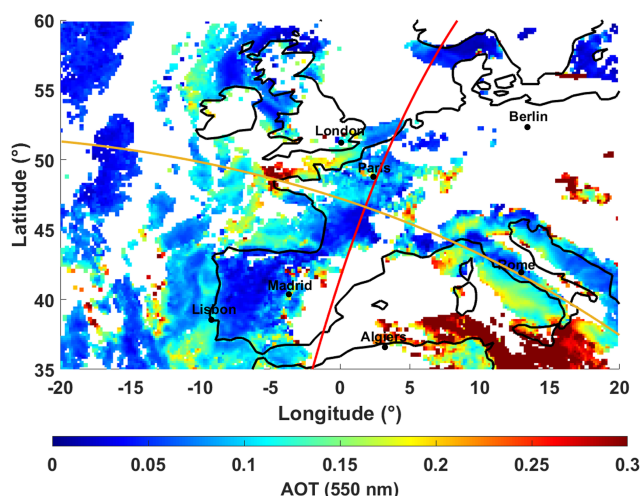 60
55
50
45
40
35
Latitude (°)
London
Berlin
Paris
Rome
Madrid
Lisbon
Algiers
-20 -15 -10 -5 0 5 10 15 20
Longitude (°)
0 0.05 0.1 0.15 0.2 0.25 0.3
AOT (550 nm)